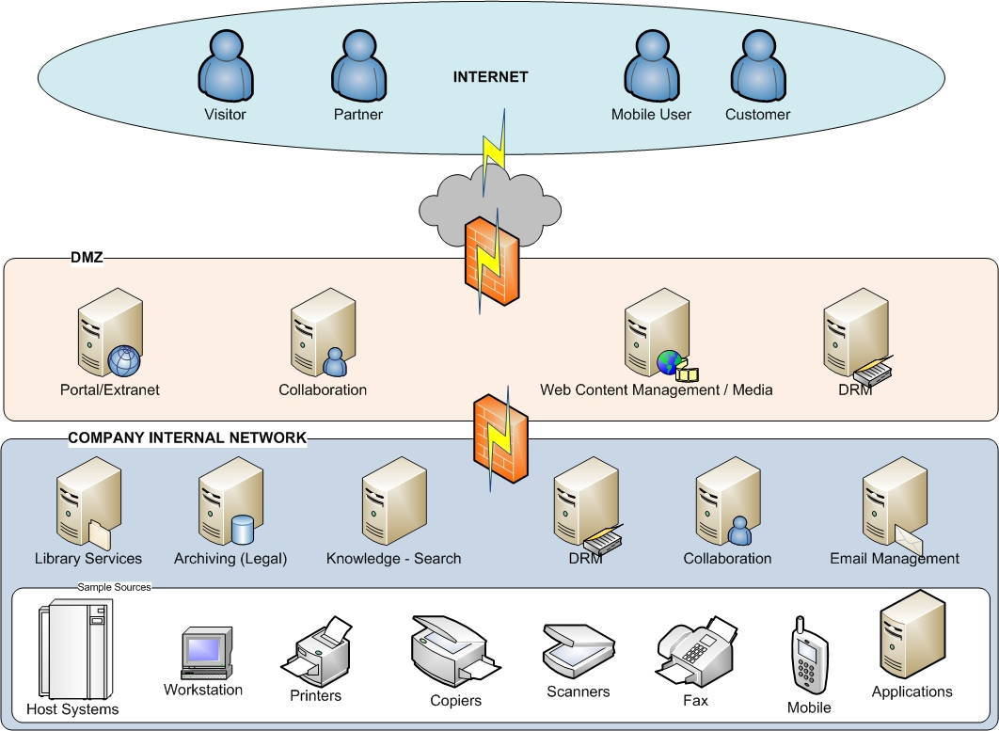 INTERNET
Visitor
Partner
Mobile User
Customer
DMZ
Portal/Extranet
Collaboration
Web Content Management / Media
DRM
COMPANY INTERNAL NETWORK
Library Services
Archiving (Legal)
Knowledge - Search
DRM
Collaboration
Email Management
Sample Sources
Host Systems
Workstation
Printers
Copiers
Scanners
Fax
Mobile
Applications